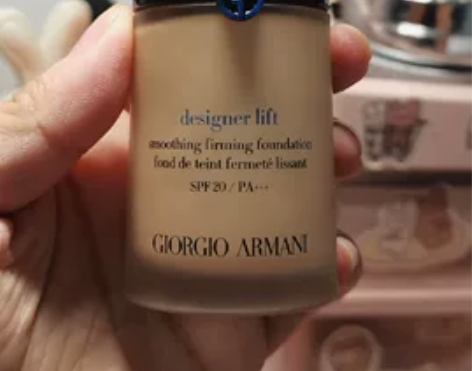 designer lift
smoothing firming foundation
fond de teint fermeté lissant
SPF 20 / PA+++
GIORGIO ARMANI